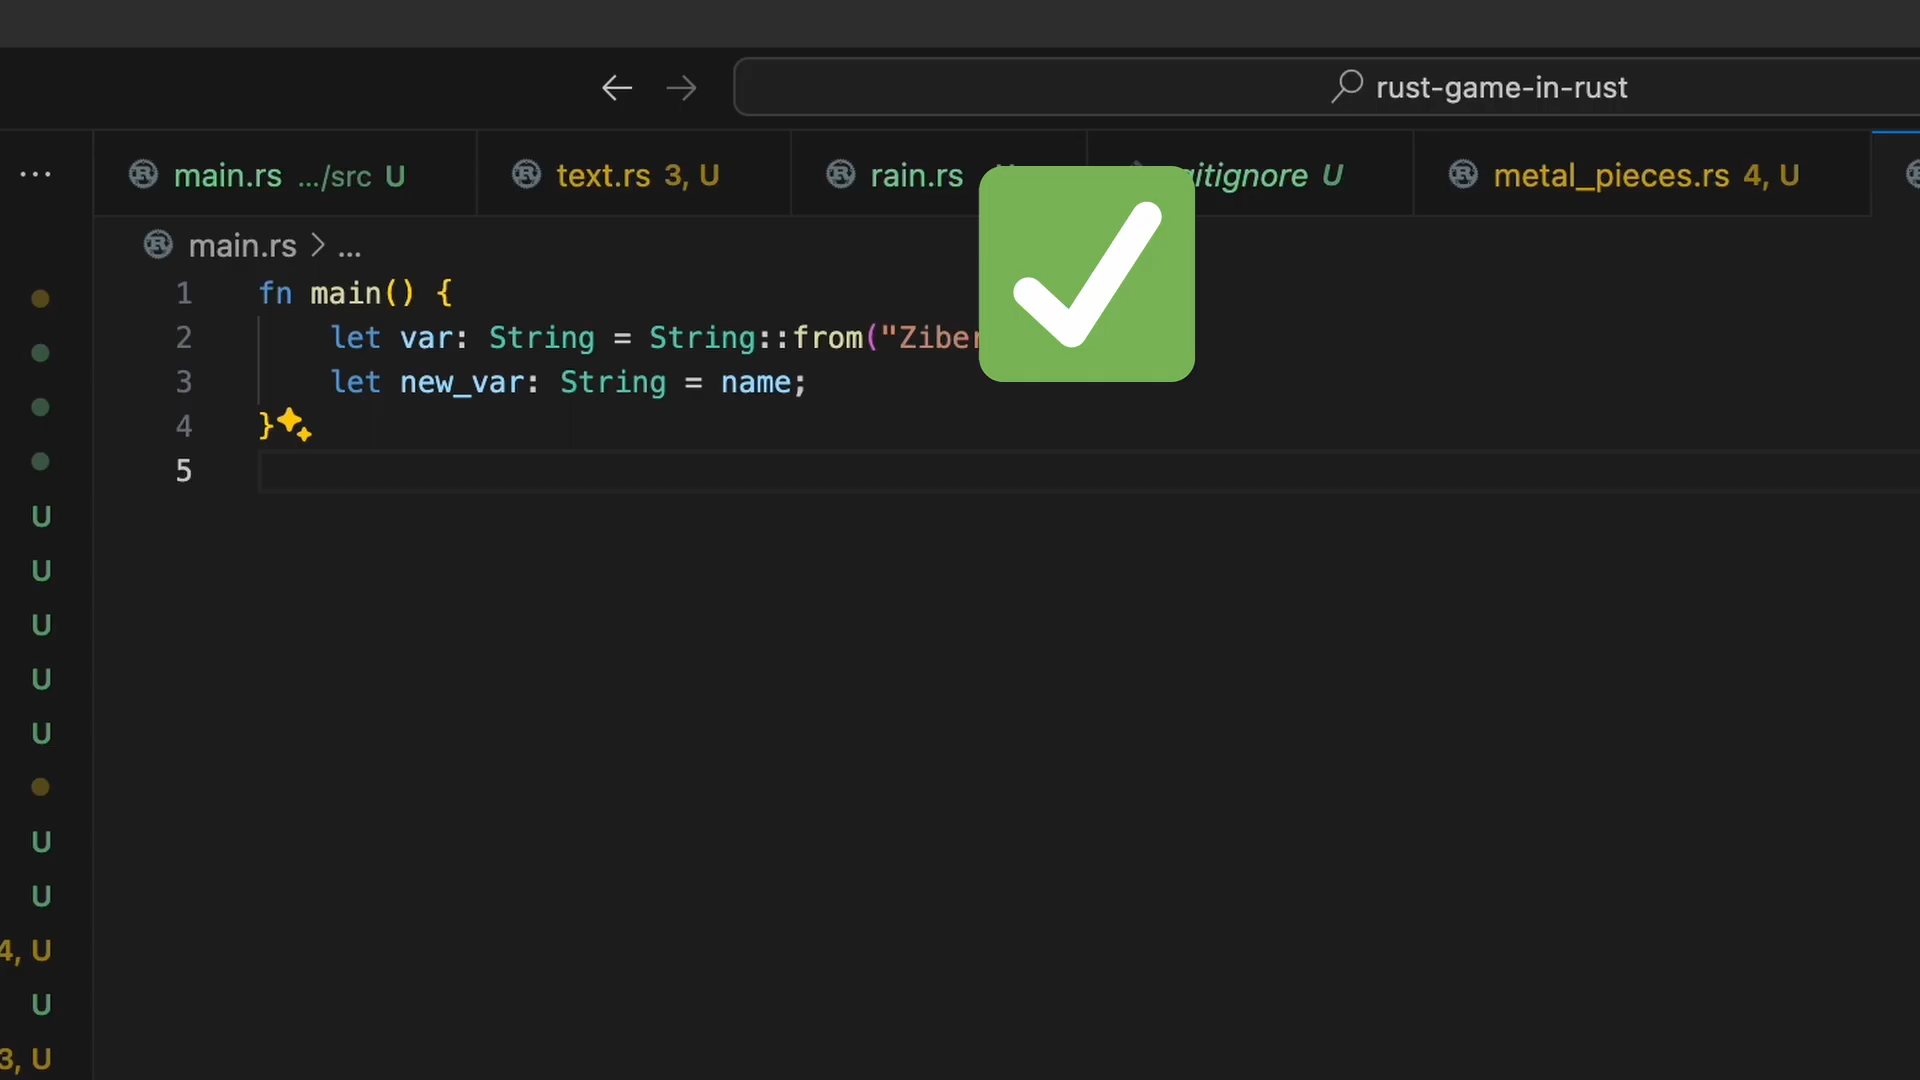 rust-game-in-rust
... main.rs .../src U text.rs 3, U rain.rs metal_pieces.rs 4, U
main.rs > ...
1 fn main() {
2 let var: String = String::from("Ziber
3 let new_var: String = name;
4 }
5
U
U
U
U
U
U
U
4, U
U
3, U